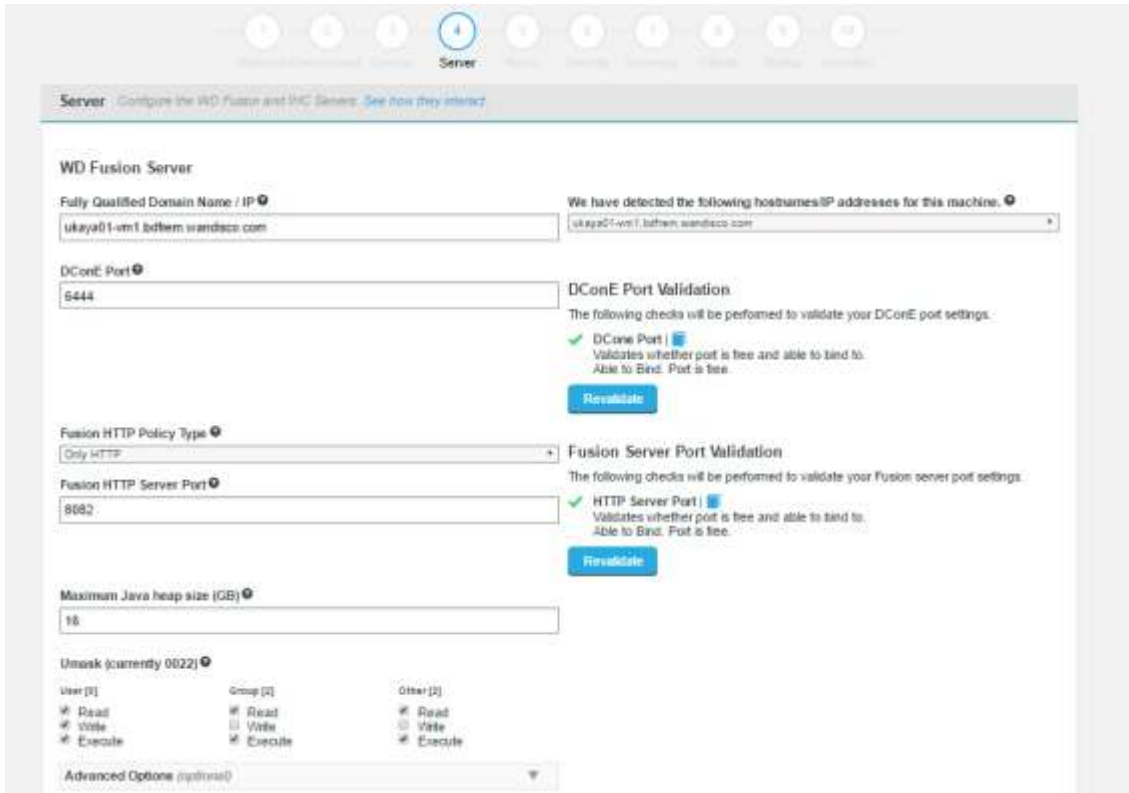 4
Server
Server Configure the WD Fusion and IHC Servers. See how they interact
WD Fusion Server
Fully Qualified Domain Name / IP
We have detected the following hostnames/IP addresses for this machine.
ukaya01-vm1.bdfrem.wandisco.com
ukaya01-vm1.bdfrem.wandisco.com
DConE Port
6444
DConE Port Validation
The following checks will be performed to validate your DConE port settings.
DCone Port |
Validates whether port is free and able to bind to.
Able to Bind. Port is free.
Revalidate
Fusion HTTP Policy Type
Only HTTP
Fusion Server Port Validation
The following checks will be performed to validate your Fusion server port settings.
Fusion HTTP Server Port
8082
HTTP Server Port |
Validates whether port is free and able to bind to.
Able to Bind. Port is free.
Revalidate
Maximum Java heap size (GB)
16
Umask (currently 0022)
User [0] Group [2] Other [2]
Read Read Read
Write Write Write
Execute Execute Execute
Advanced Options (optional)